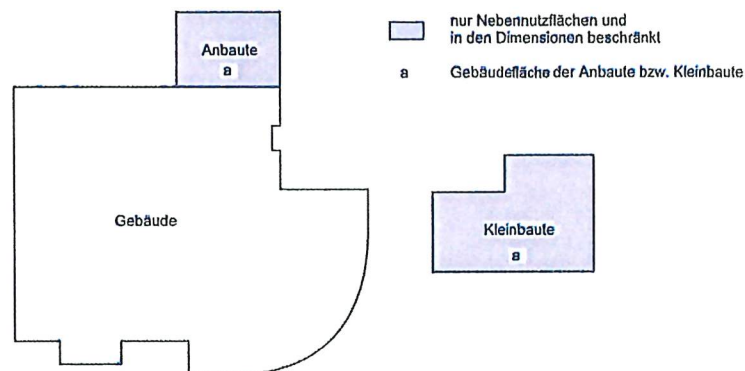 Anbaute
a
nur Nebennutzflächen und
in den Dimensionen beschränkt
a Gebäudefläche der Anbaute bzw. Kleinbaute
Gebäude
Kleinbaute
a